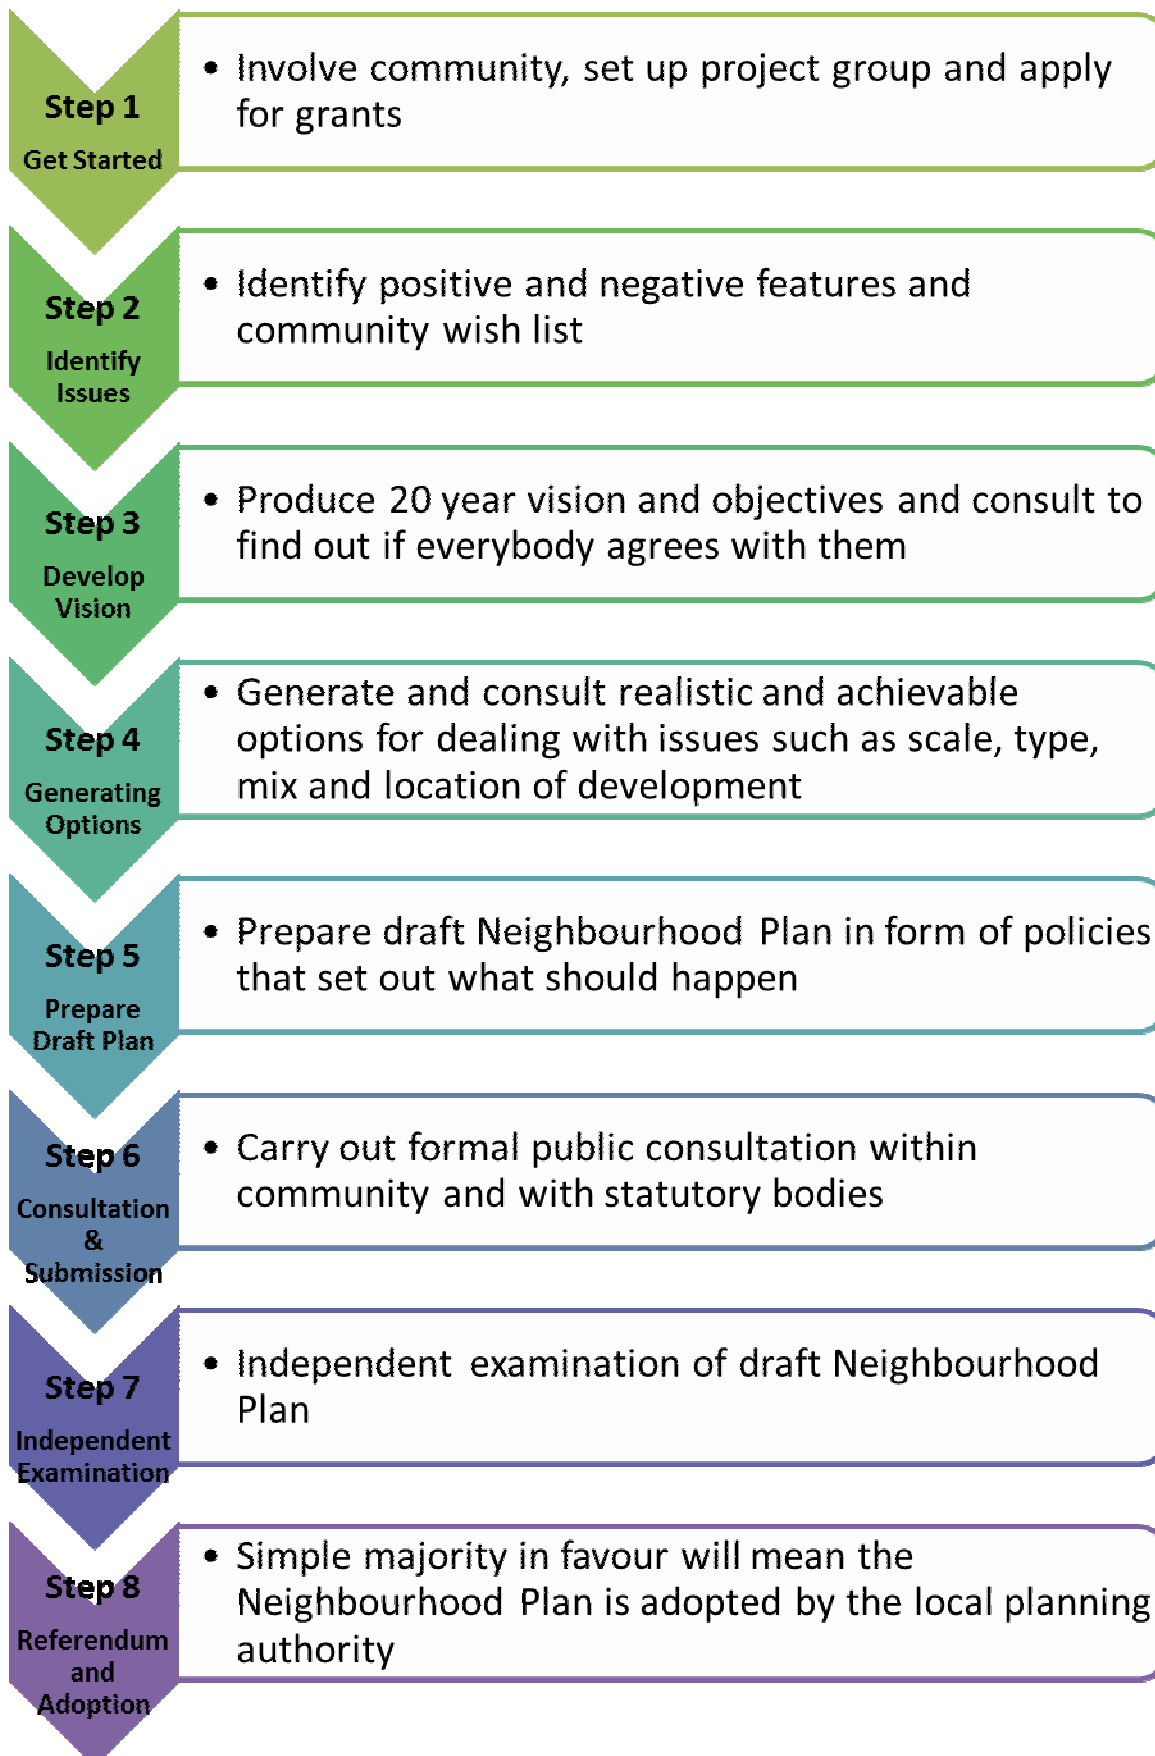 Step 1
Get Started
• Involve community, set up project group and apply
for grants
Step 2
Identify
Issues
• Identify positive and negative features and
community wish list
Step 3
Develop
Vision
• Produce 20 year vision and objectives and consult to
find out if everybody agrees with them
Step 4
Generating
Options
• Generate and consult realistic and achievable
options for dealing with issues such as scale, type,
mix and location of development
Step 5
Prepare
Draft Plan
• Prepare draft Neighbourhood Plan in form of policies
that set out what should happen
Step 6
Consultation
&
Submission
• Carry out formal public consultation within
community and with statutory bodies
Step 7
Independent
Examination
• Independent examination of draft Neighbourhood
Plan
Step 8
Referendum
and
Adoption
• Simple majority in favour will mean the
Neighbourhood Plan is adopted by the local planning
authority